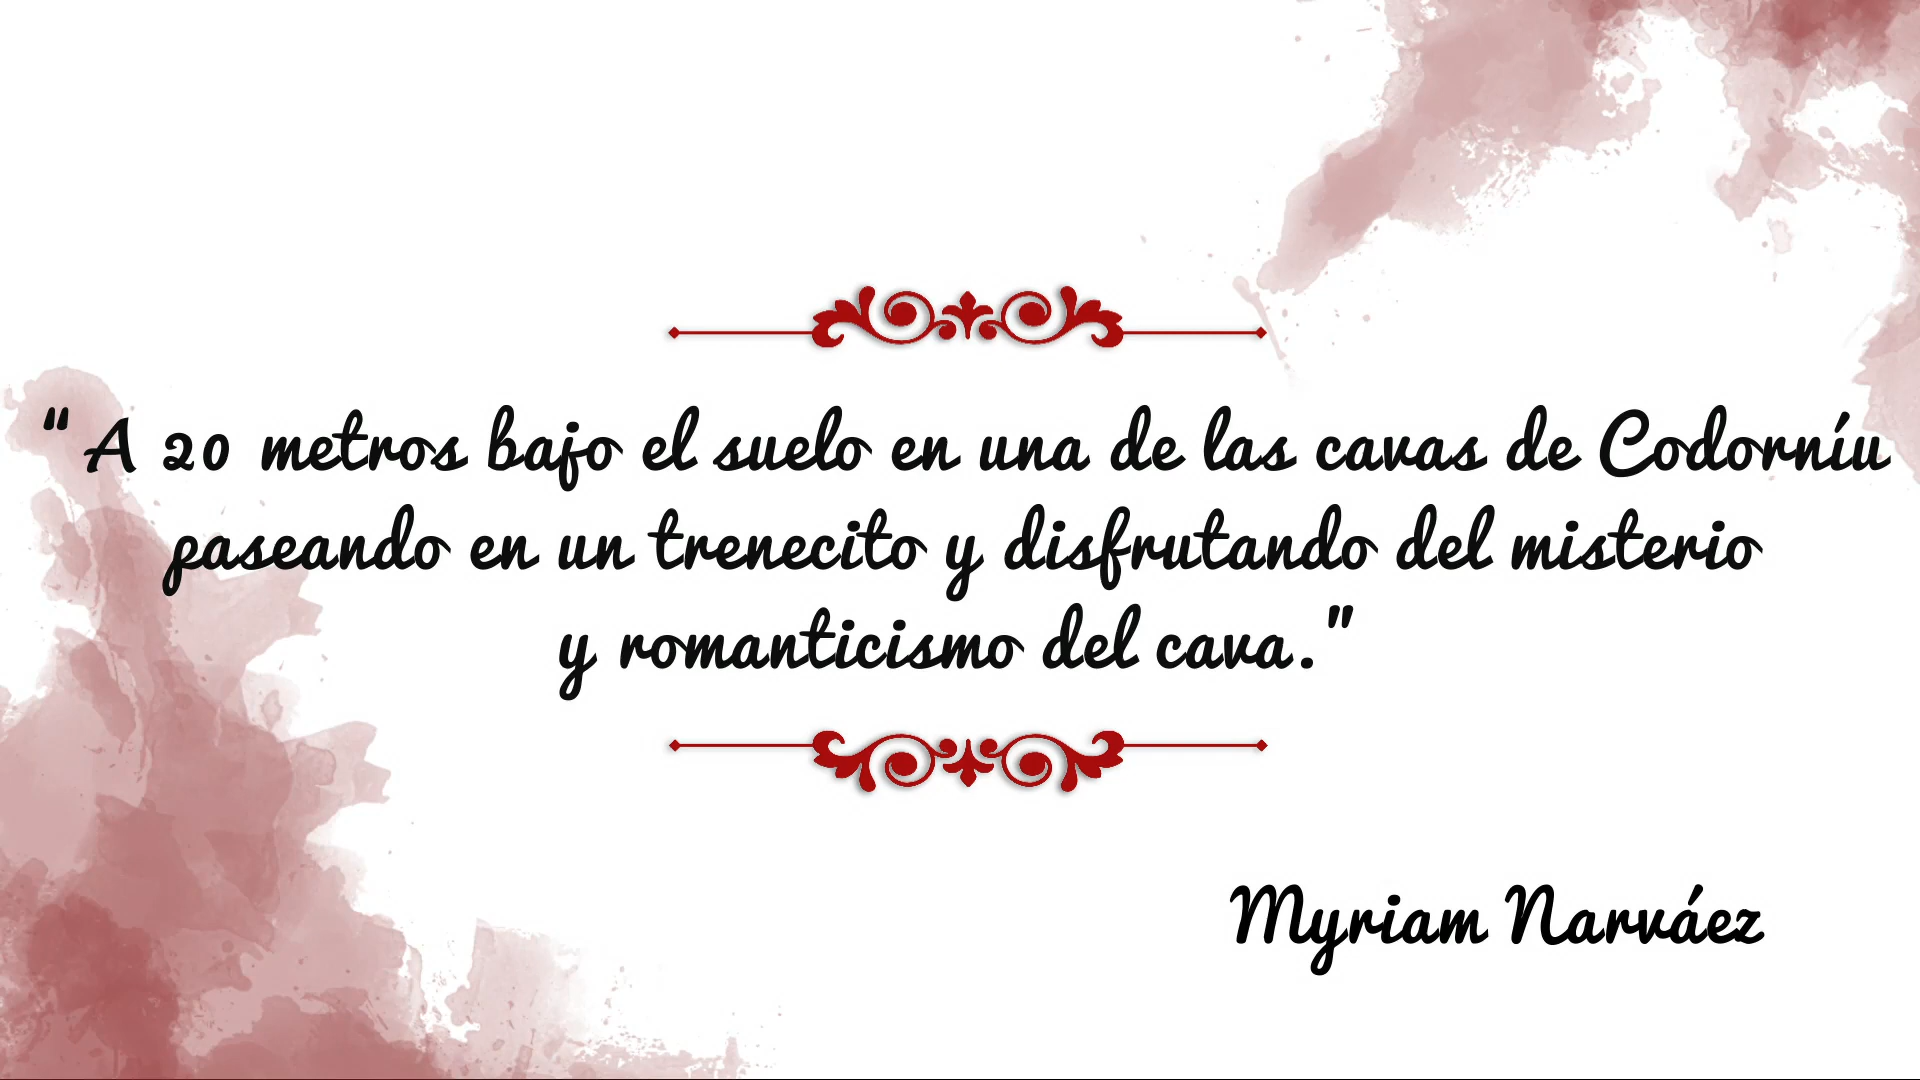 "A 20 metros bajo el suelo en una de las cavas de Codorníu
paseando en un trenecito y disfrutando del misterio
y romanticismo del cava."
Myriam Narváez